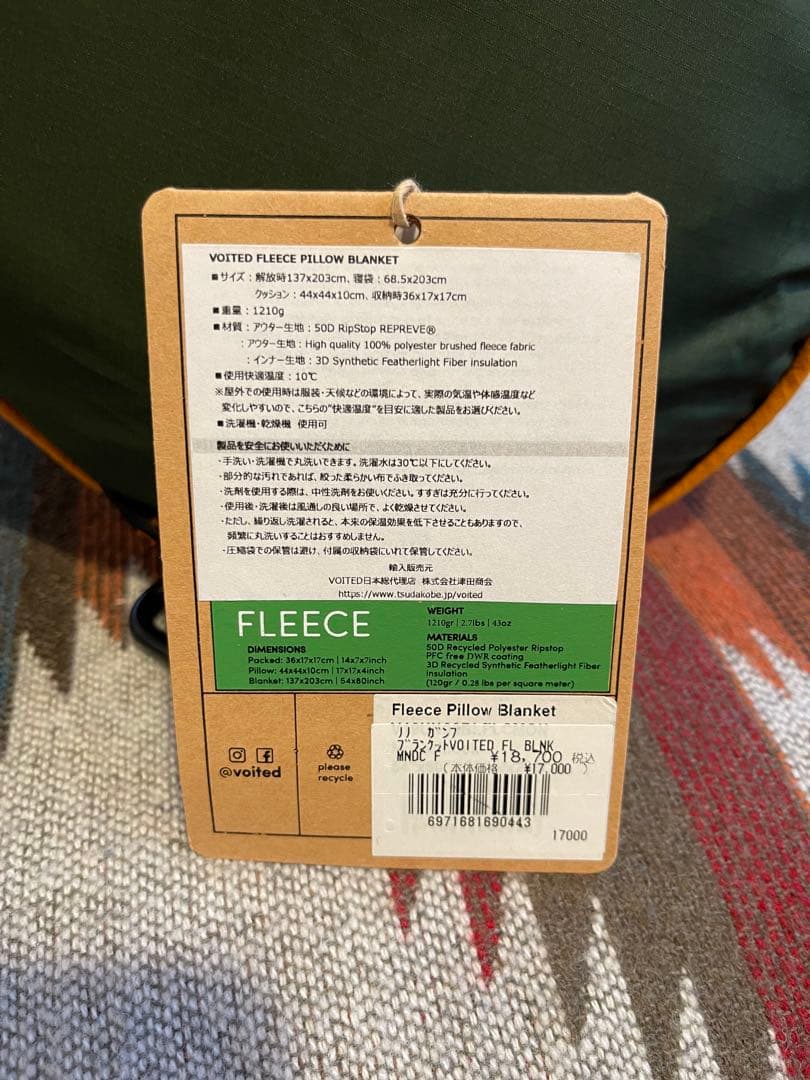 VOITED FLEECE PILLOW BLANKET
■サイズ：解放時137x203cm、寝袋：68.5x203cm
クッション：44x44x10cm、収納時36x17x17cm
■重量：1210g
■材質：アウター生地：50D RipStop REPREVE®
：アウター生地：High quality 100% polyester brushed fleece fabric
：インナー生地：3D Synthetic Featherlight Fiber insulation
■使用快適温度：10℃
※屋外での使用時は服装・天候などの環境によって、実際の気温や体感温度など
変化しやすいので、こちらの"快適温度"を目安に適した製品をお選びください。
■洗濯機・乾燥機 使用可
製品を安全にお使いいただくために
・手洗い・洗濯機で丸洗いできます。洗濯水は30℃以下にしてください。
・部分的な汚れであれば、絞った柔らかい布でふき取ってください。
・洗剤を使用する際は、中性洗剤をお使いください。すすぎは充分に行ってください。
・使用後・洗濯後は風通しの良い場所で、よく乾燥させてください。
・ただし、繰り返し洗濯されると、本来の保温効果を低下させることもありますので、
頻繁に丸洗いすることはおすすめしません。
・圧縮袋での保管は避け、付属の収納袋にいれて保管してください。
輸入販売元
VOITED日本総代理店 株式会社津田商会
https://www.tsudakobe.jp/voited
FLEECE
DIMENSIONS
Packed: 36x17x17cm | 14x7x7inch
Pillow: 44x44x10cm | 17x17x4inch
Blanket: 137x203cm | 54x80inch
WEIGHT
1210gr | 2.7lbs | 43oz
MATERIALS
50D Recycled Polyester Ripstop
PFC free DWR coating
3D Recycled Synthetic Featherlight Fiber
insulation
(120gr / 0.25 lbs per square meter)
@voited
please
recycle
Fleece Pillow Blanket
ブランケットVOITED FL BLNK
MNDC F ¥18,700 税込
(本体価格 ¥17,000 )
6971681690443
17000